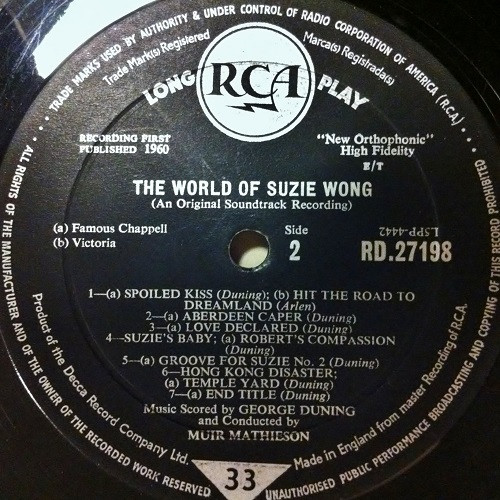 TRADE MARKS USED BY AUTHORITY & UNDER CONTROL OF RADIO CORPORATION OF AMERICA (R.C.A.)
Trade Mark(s) Registered
Marca(s) Registrada(s)
LONG RCA PLAY
RECORDING FIRST
PUBLISHED 1960
"New Orthophonic"
High Fidelity
E/T
THE WORLD OF SUZIE WONG
(An Original Soundtrack Recording)
(a) Famous Chappell
(b) Victoria
Side
2
L5PP-4442
RD.27198
1—(a) SPOILED KISS (Duning); (b) HIT THE ROAD TO
DREAMLAND (Arlen)
2—(a) ABERDEEN CAPER (Duning)
3—(a) LOVE DECLARED (Duning)
4—SUZIE'S BABY; (a) ROBERT'S COMPASSION
(Duning)
5—(a) GROOVE FOR SUZIE No. 2 (Duning)
6—HONG KONG DISASTER;
(a) TEMPLE YARD (Duning)
7—(a) END TITLE (Duning)
Music Scored by GEORGE DUNING
and Conducted by
MUIR MATHIESON
Product of the Decca Record Company Ltd.
Made in England from master Recording of R.C.A.
33
ALL RIGHTS OF THE MANUFACTURER AND OF THE OWNER OF THE RECORDED WORK RESERVED
UNAUTHORISED PUBLIC PERFORMANCE BROADCASTING AND COPYING OF THIS RECORD PROHIBITED